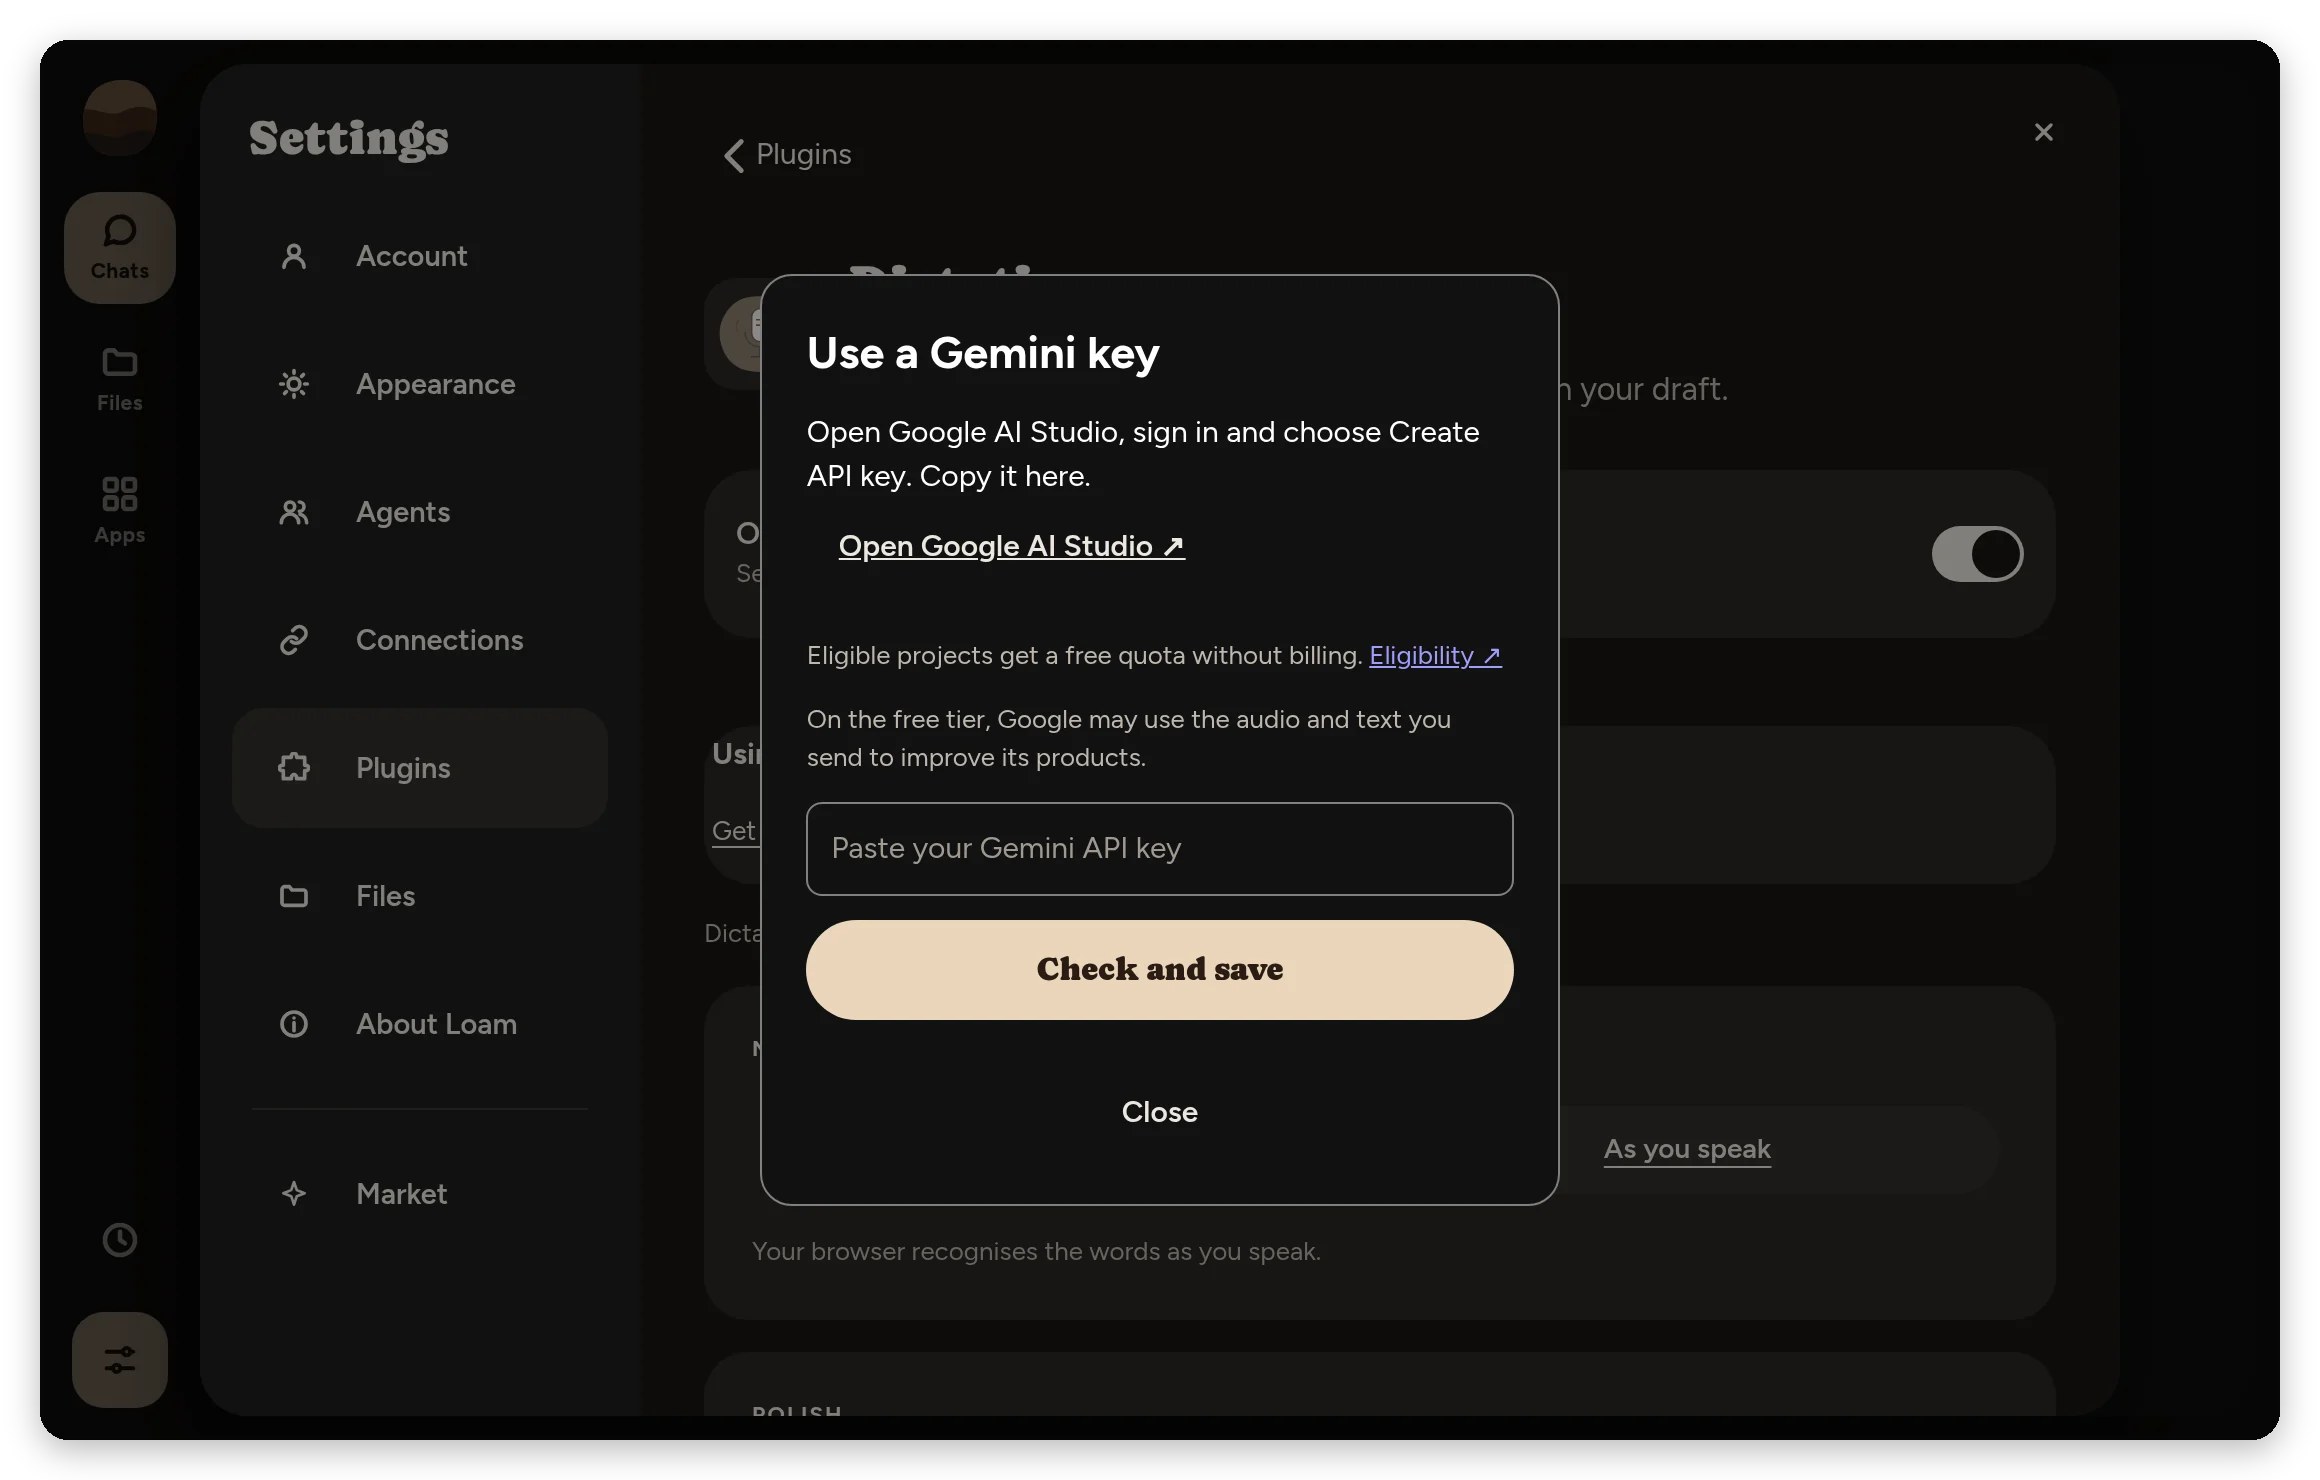 Settings
Chats
Files
Apps
Account
Appearance
Agents
Connections
Plugins
Files
About Loam
Market
Plugins
your draft.
Use a Gemini key
Open Google AI Studio, sign in and choose Create
API key. Copy it here.
Open Google AI Studio ↗
Eligible projects get a free quota without billing. Eligibility ↗
On the free tier, Google may use the audio and text you
send to improve its products.
Get
Paste your Gemini API key
Check and save
Close
As you speak
Your browser recognises the words as you speak.
POLISH